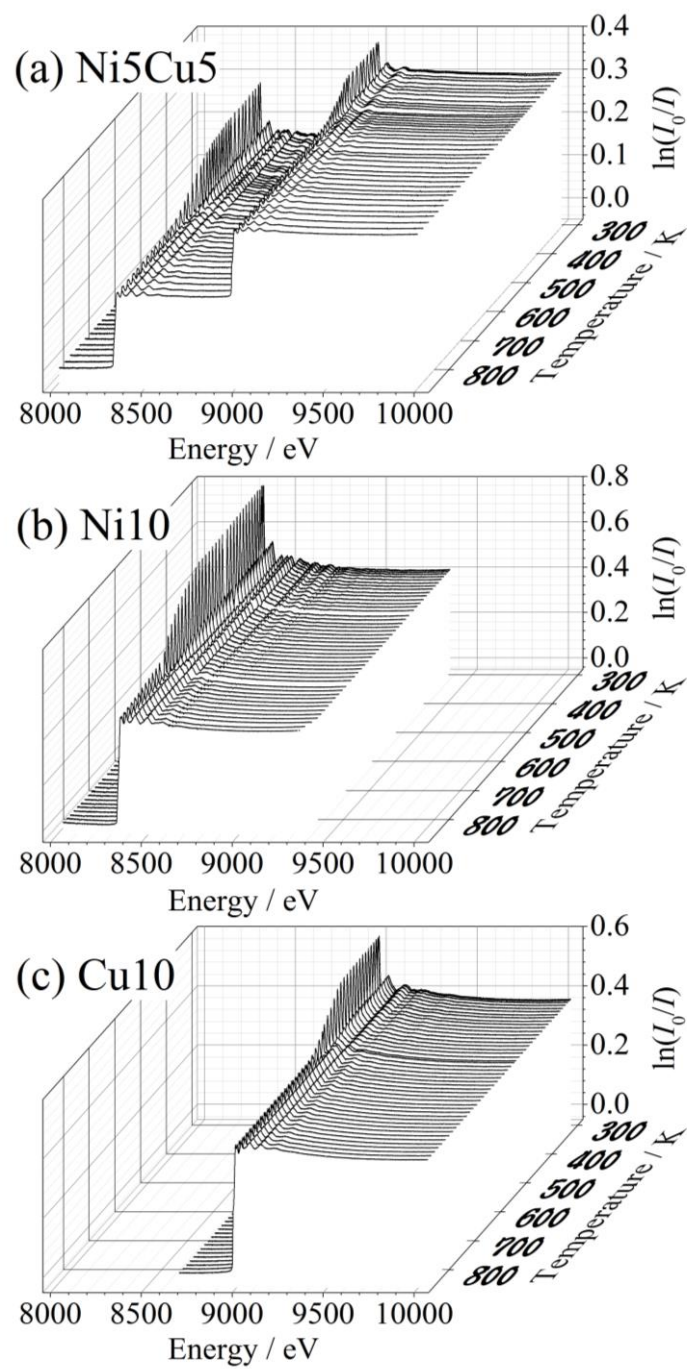 (a) Ni5Cu5
0.4
0.3
0.2
0.1
0.0
ln(I₀/I)
300
400
500
600
700
800
Temperature / K
8000 8500 9000 9500 10000
Energy / eV
(b) Ni10
0.8
0.6
0.4
0.2
0.0
ln(I₀/I)
300
400
500
600
700
800
Temperature / K
8000 8500 9000 9500 10000
Energy / eV
(c) Cu10
0.6
0.4
0.2
0.0
ln(I₀/I)
300
400
500
600
700
800
Temperature / K
8000 8500 9000 9500 10000
Energy / eV